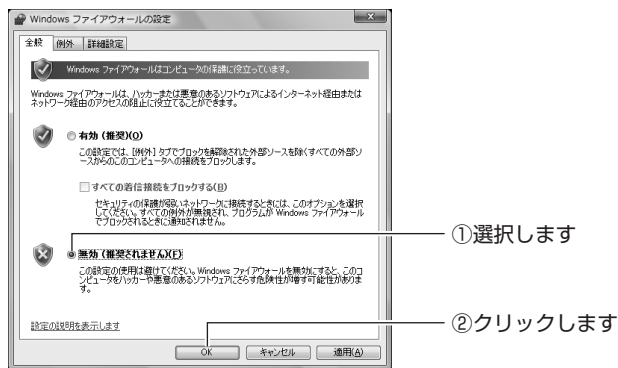 Windows ファイアウォールの設定
全般 例外 詳細設定
Windows ファイアウォールはコンピュータの保護に役立っています。
Windows ファイアウォールは、ハッカーまたは悪意のあるソフトウェアによるインターネット経由または
ネットワーク経由のアクセスの阻止に役立てることができます。
有効 (推奨)(O)
この設定では、[例外] タブでブロックを解除された外部ソースを除くすべての外部ソ
ースからのこのコンピュータへの接続をブロックします。
すべての着信接続をブロックする(B)
セキュリティの保護が弱いネットワークに接続するときには、このオプションを選択
してください。すべての例外が無視され、プログラムが Windows ファイアウォール
でブロックされるときに通知されません。
無効 (推奨されません)(F)
①選択します
この設定の使用は避けてください。Windows ファイアウォールを無効にすると、このコ
ンピュータをハッカーや悪意のあるソフトウェアにさらす危険性が増す可能性がありま
す。
設定の説明を表示します
②クリックします
OK キャンセル 適用(A)